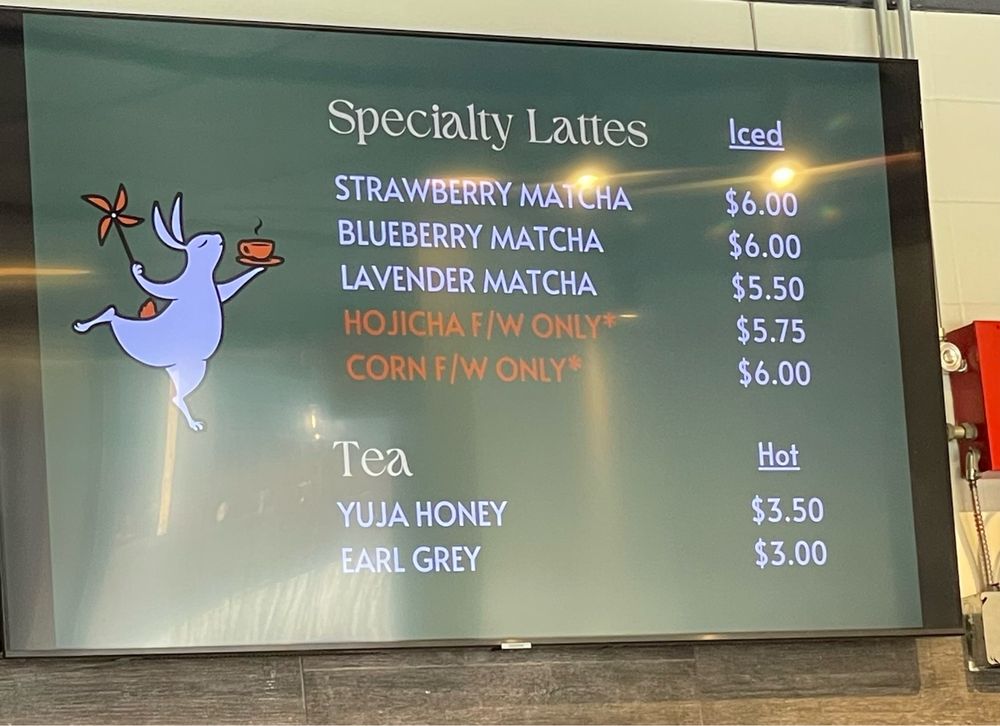 Specialty Lattes Iced
STRAWBERRY MATCHA $6.00
BLUEBERRY MATCHA $6.00
LAVENDER MATCHA $5.50
HOJICHA F/W ONLY* $5.75
CORN F/W ONLY* $6.00
Tea Hot
YUJA HONEY $3.50
EARL GREY $3.00